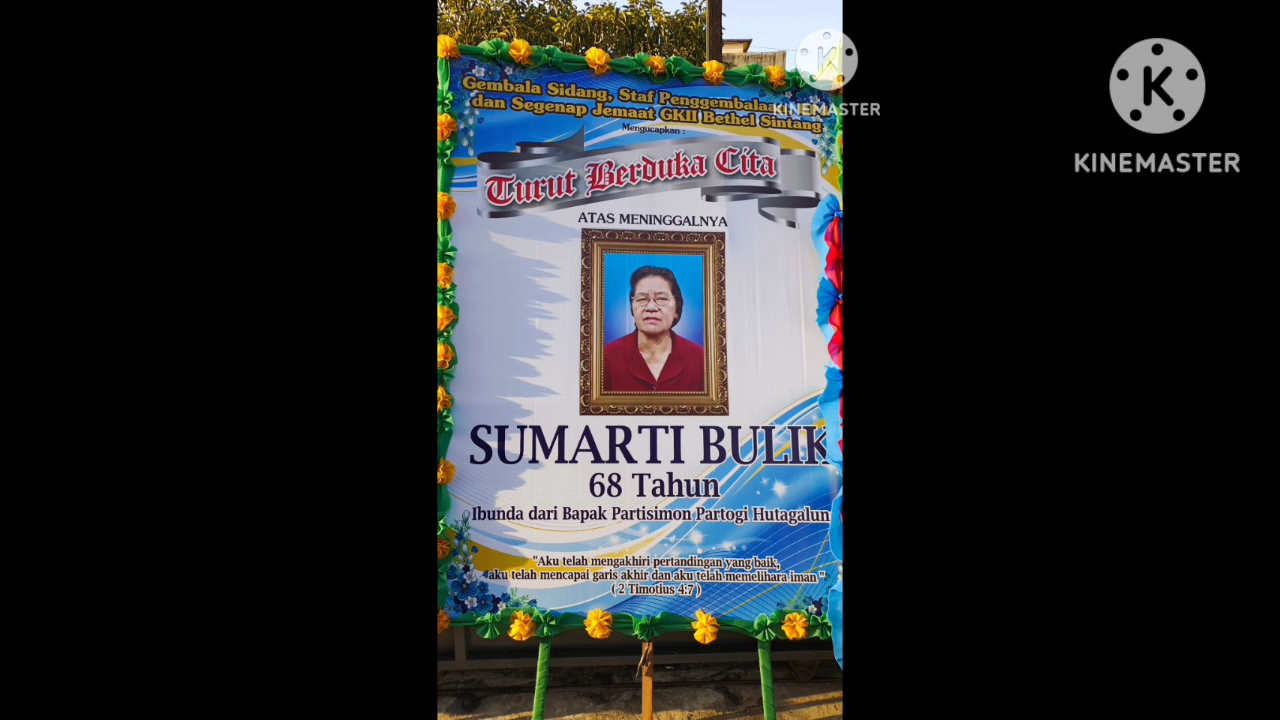 Gembala Sidang, Staf Penggembalaan
dan Segenap Jemaat GKII Bethel Sintang
Mengucapkan :
Turut Berduka Cita
ATAS MENINGGALNYA
SUMARTI BULIK
68 Tahun
Ibunda dari Bapak Partisimon Partogi Hutagalun
"Aku telah mengakhiri pertandingan yang baik,
aku telah mencapai garis akhir dan aku telah memelihara iman "
( 2 Timotius 4:7 )
K
KINEMASTER
K
KINEMASTER